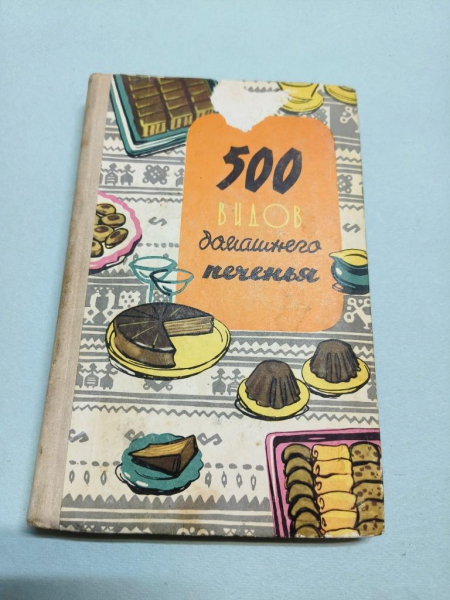 500
ВИДОВ
домашнего
печенья